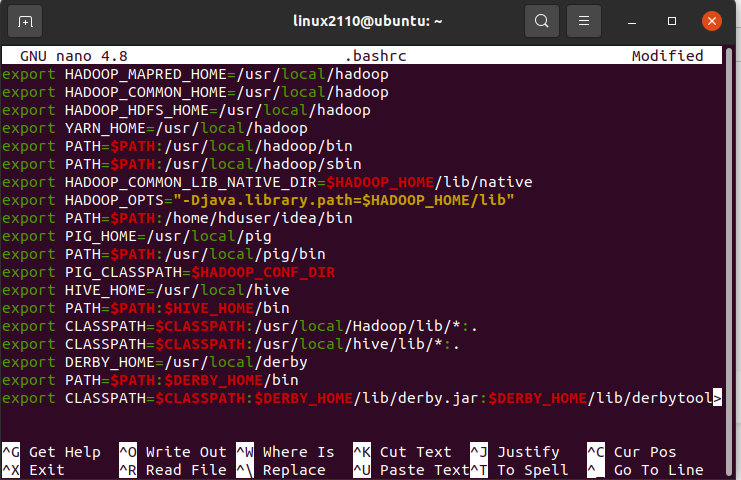 linux2110@ubuntu: ~
GNU nano 4.8 .bashrc Modified
export HADOOP_MAPRED_HOME=/usr/local/hadoop
export HADOOP_COMMON_HOME=/usr/local/hadoop
export HADOOP_HDFS_HOME=/usr/local/hadoop
export YARN_HOME=/usr/local/hadoop
export PATH=$PATH:/usr/local/hadoop/bin
export PATH=$PATH:/usr/local/hadoop/sbin
export HADOOP_COMMON_LIB_NATIVE_DIR=$HADOOP_HOME/lib/native
export HADOOP_OPTS="-Djava.library.path=$HADOOP_HOME/lib"
export PATH=$PATH:/home/hduser/idea/bin
export PIG_HOME=/usr/local/pig
export PATH=$PATH:/usr/local/pig/bin
export PIG_CLASSPATH=$HADOOP_CONF_DIR
export HIVE_HOME=/usr/local/hive
export PATH=$PATH:$HIVE_HOME/bin
export CLASSPATH=$CLASSPATH:/usr/local/Hadoop/lib/*:.
export CLASSPATH=$CLASSPATH:/usr/local/hive/lib/*:.
export DERBY_HOME=/usr/local/derby
export PATH=$PATH:$DERBY_HOME/bin
export CLASSPATH=$CLASSPATH:$DERBY_HOME/lib/derby.jar:$DERBY_HOME/lib/derbytool>
^G Get Help ^O Write Out ^W Where Is ^K Cut Text ^J Justify ^C Cur Pos
^X Exit ^R Read File ^\ Replace ^U Paste Text ^T To Spell ^_ Go To Line